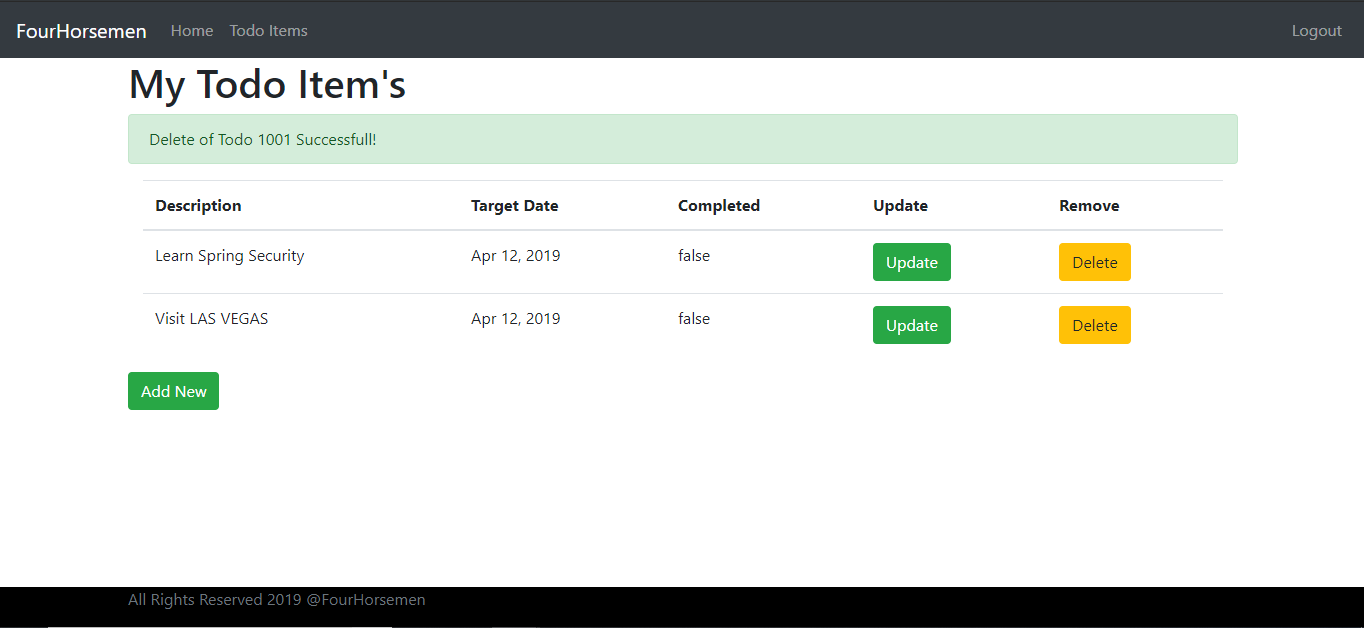 FourHorsemen Home Todo Items Logout
My Todo Item's
Delete of Todo 1001 Successfull!
Description Target Date Completed Update Remove
Learn Spring Security Apr 12, 2019 false Update Delete
Visit LAS VEGAS Apr 12, 2019 false Update Delete
Add New
All Rights Reserved 2019 @FourHorsemen